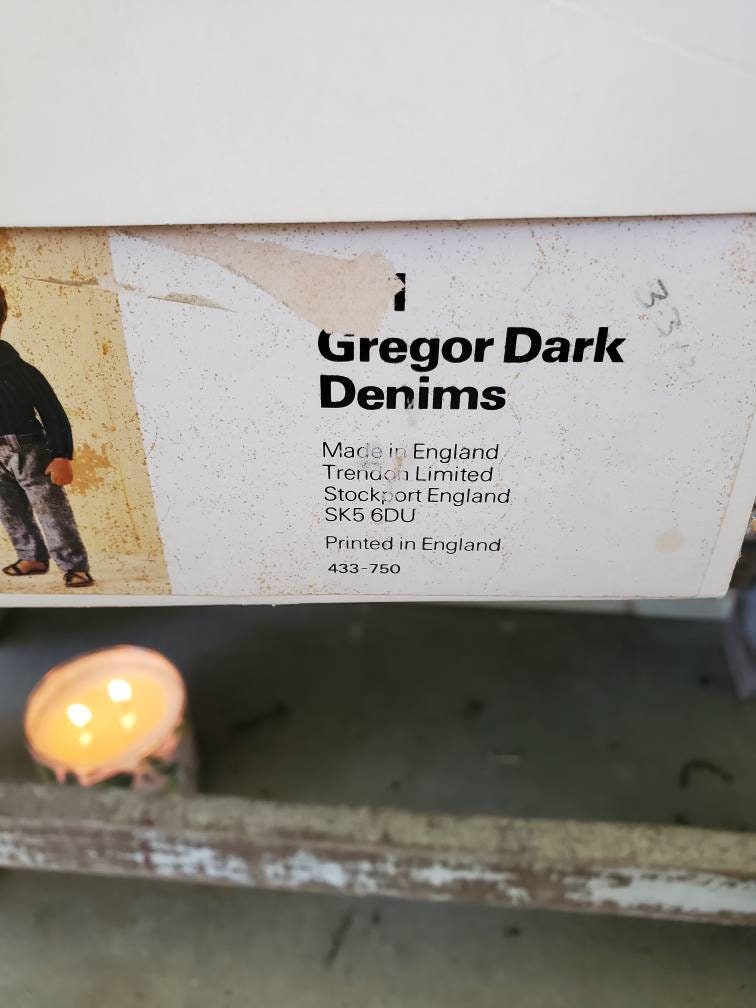 Gregor Dark
Denims
Made in England
Trendon Limited
Stockport England
SK5 6DU
Printed in England
433-750